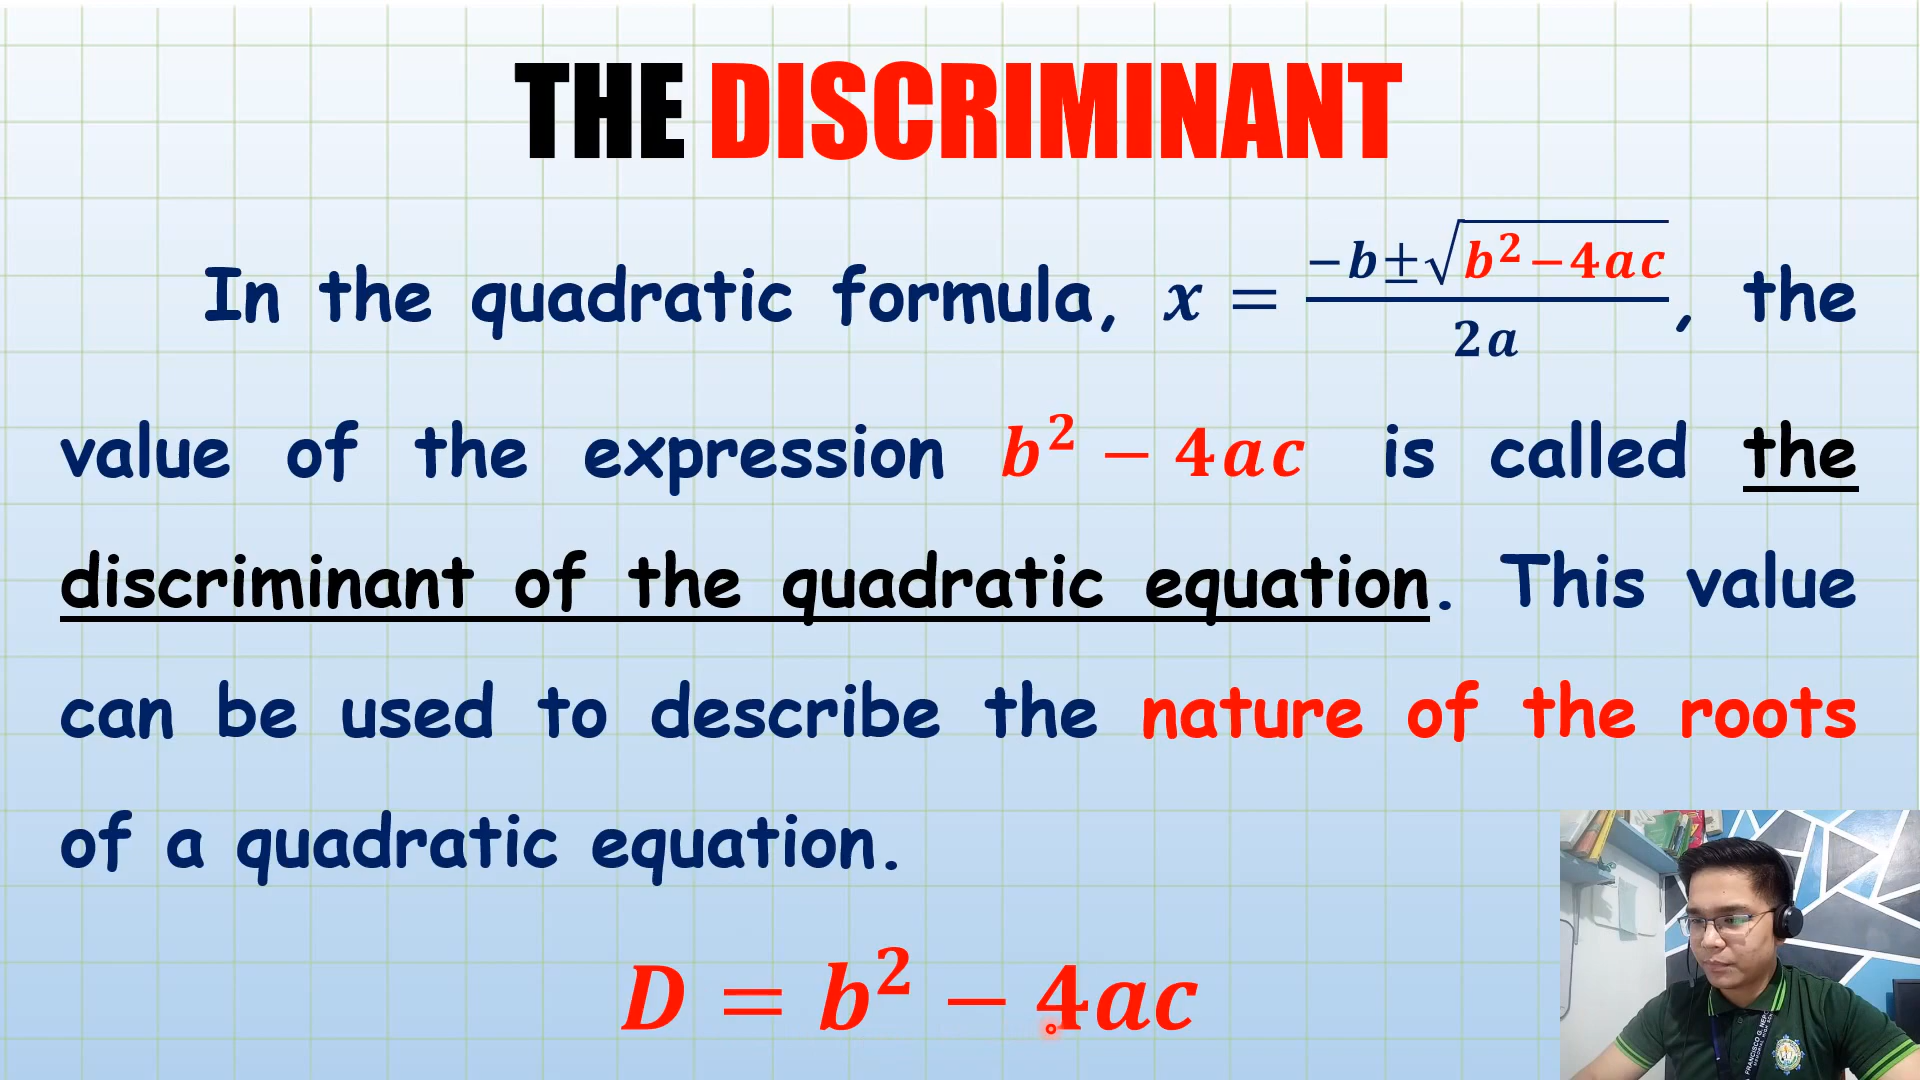 THE DISCRIMINANT
In the quadratic formula, x = \frac{-b±\sqrt{b²-4ac}}{2a}, the
value of the expression b² - 4ac is called the
discriminant of the quadratic equation. This value
can be used to describe the nature of the roots
of a quadratic equation.
D = b² - 4ac